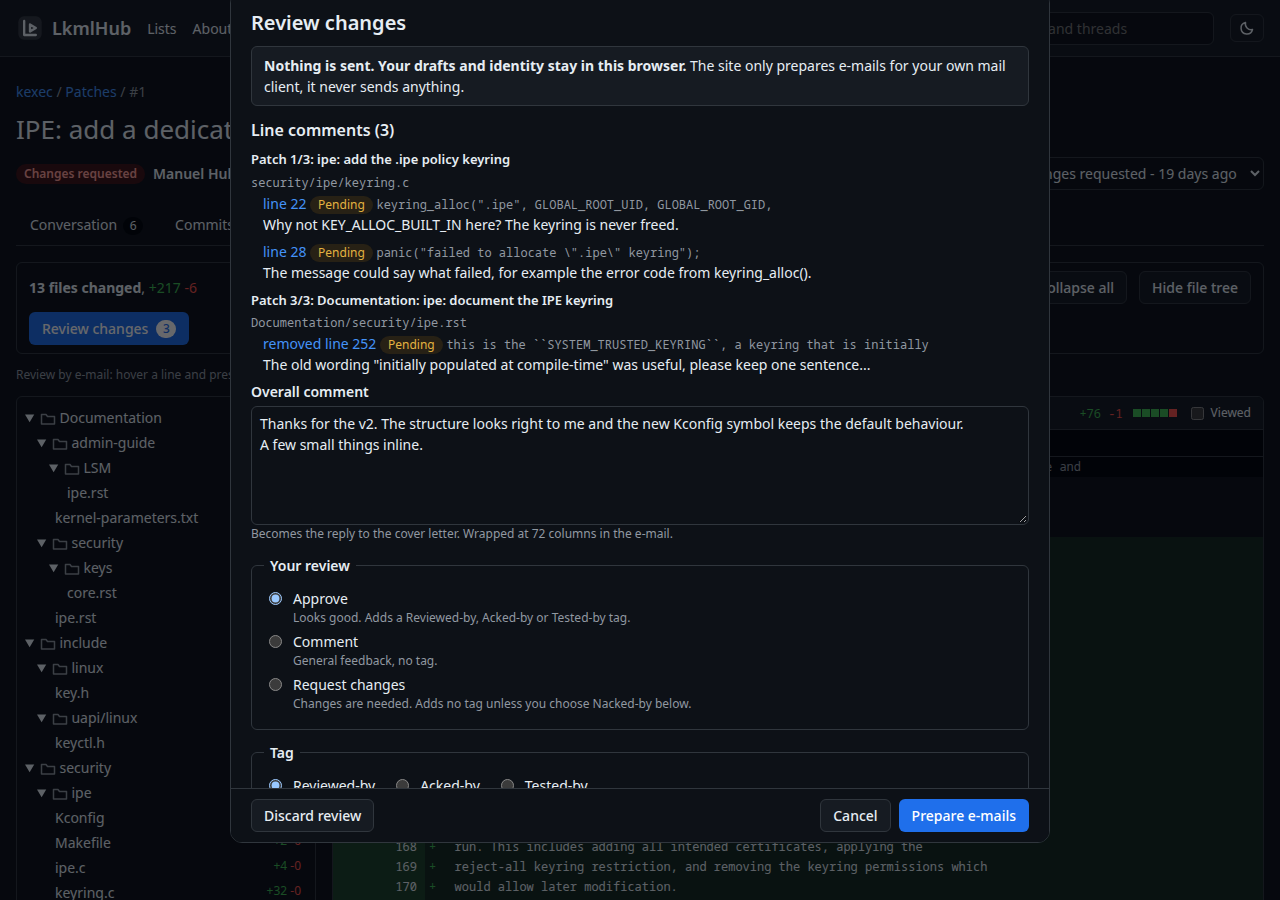 LkmlHub Lists About
and threads
kexec / Patches / #1
IPE: add a dedicat
Changes requested Manuel
ges requested - 19 days ago
Conversation 6 Commits
13 files changed, +217 -6
ollapse all Hide file tree
Review changes 3
Review by e-mail: hover a line and pre
Documentation
admin-guide
LSM
ipe.rst
kernel-parameters.txt
security
keys
core.rst
ipe.rst
include
linux
key.h
uapi/linux
keyctl.h
security
ipe
Kconfig
Makefile
ipe.c +4 -0
keyring.c +32 -0
+76 -1 Viewed
and
Review changes
Nothing is sent. Your drafts and identity stay in this browser. The site only prepares e-mails for your own mail
client, it never sends anything.
Line comments (3)
Patch 1/3: ipe: add the .ipe policy keyring
security/ipe/keyring.c
line 22 Pending keyring_alloc(".ipe", GLOBAL_ROOT_UID, GLOBAL_ROOT_GID,
Why not KEY_ALLOC_BUILT_IN here? The keyring is never freed.
line 28 Pending panic("failed to allocate \".ipe\" keyring");
The message could say what failed, for example the error code from keyring_alloc().
Patch 3/3: Documentation: ipe: document the IPE keyring
Documentation/security/ipe.rst
removed line 252 Pending this is the ``SYSTEM_TRUSTED_KEYRING``, a keyring that is initially
The old wording "initially populated at compile-time" was useful, please keep one sentence...
Overall comment
Thanks for the v2. The structure looks right to me and the new Kconfig symbol keeps the default behaviour.
A few small things inline.
Becomes the reply to the cover letter. Wrapped at 72 columns in the e-mail.
Your review
Approve
Looks good. Adds a Reviewed-by, Acked-by or Tested-by tag.
Comment
General feedback, no tag.
Request changes
Changes are needed. Adds no tag unless you choose Nacked-by below.
Tag
Reviewed-by Acked-by Tested-by
Discard review Cancel Prepare e-mails
168 + run. This includes adding all intended certificates, applying the
169 + reject-all keyring restriction, and removing the keyring permissions which
170 + would allow later modification.